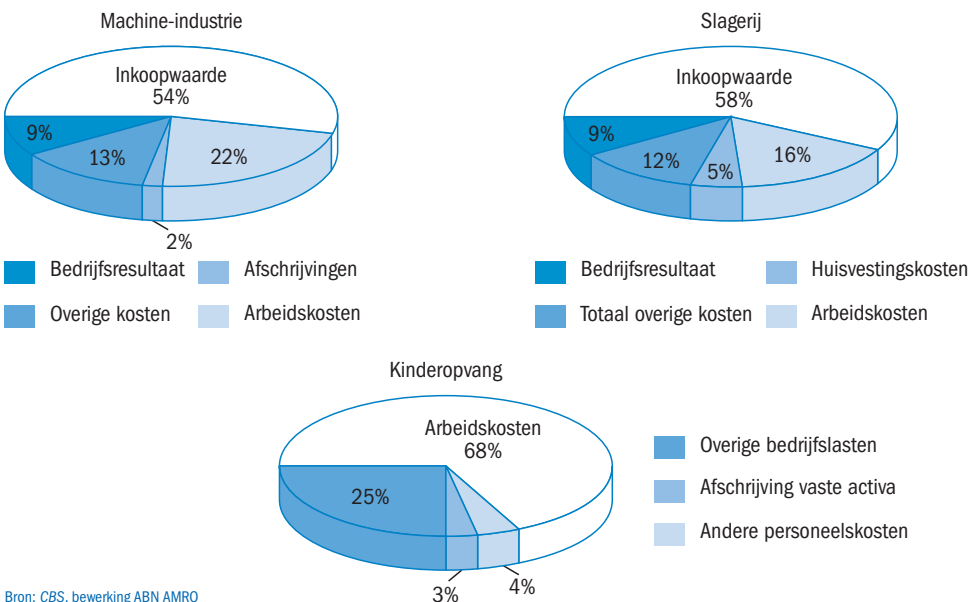 Machine-industrie
Inkoopwaarde
54%
9%
13%
22%
2%
Bedrijfsresultaat
Afschrijvingen
Overige kosten
Arbeidskosten
Slagerij
Inkoopwaarde
58%
9%
12%
5%
16%
Bedrijfsresultaat
Huisvestingskosten
Totaal overige kosten
Arbeidskosten
Kinderopvang
Arbeidskosten
68%
25%
3%
4%
Overige bedrijfslasten
Afschrijving vaste activa
Andere personeelskosten
Bron: CBS, bewerking ABN AMRO